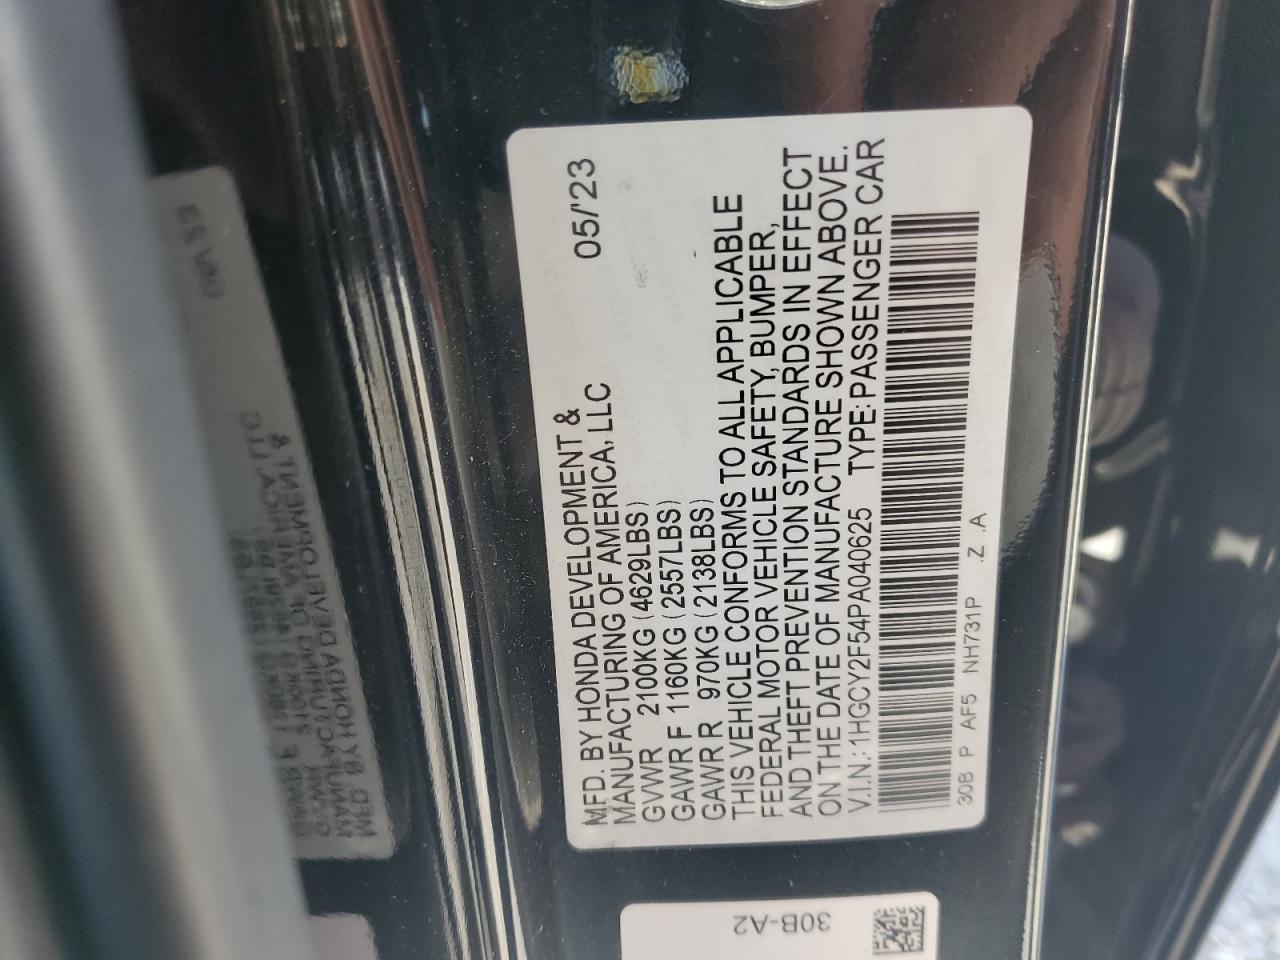 MFD. BY HONDA DEVELOPMENT & 05/'23
MANUFACTURING OF AMERICA, LLC
GVWR 2100KG (4629LBS)
GAWR F 1160KG (2557LBS)
GAWR R 970KG (2138LBS)
THIS VEHICLE CONFORMS TO ALL APPLICABLE
FEDERAL MOTOR VEHICLE SAFETY, BUMPER,
AND THEFT PREVENTION STANDARDS IN EFFECT
ON THE DATE OF MANUFACTURE SHOWN ABOVE.
V.I.N.: 1HGCY2F54PA040625 TYPE: PASSENGER CAR
30B P AF5 NH731P .Z .A
30B-A2